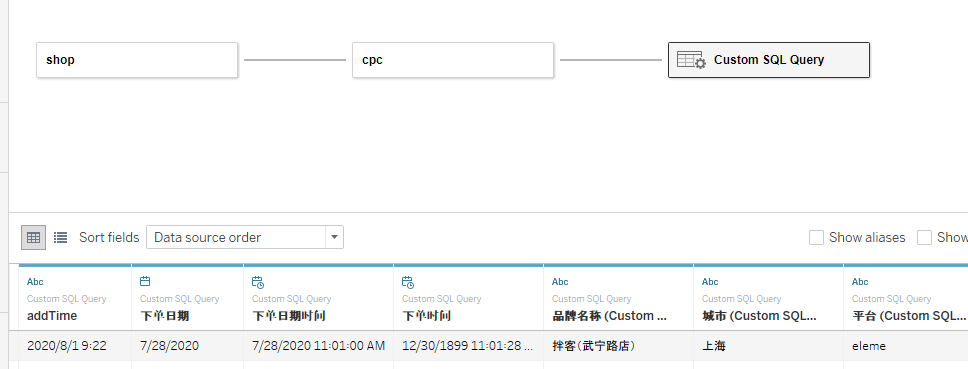 shop
cpc
Custom SQL Query
Sort fields
Data source order
Show aliases
Show
Abc
Abc
Abc
Abc
Custom SQL Query
Custom SQL Query
Custom SQL Query
Custom SQL Query
Custom SQL Query
Custom SQL Query
Custom SQL Query
addTime
下单日期
下单日期时间
下单时间
品牌名称 (Custom ...
城市 (Custom SQL...
平台 (Custom SQL...
2020/8/1 9:22
7/28/2020
7/28/2020 11:01:00 AM
12/30/1899 11:01:28 ...
拌客(武宁路店)
上海
eleme